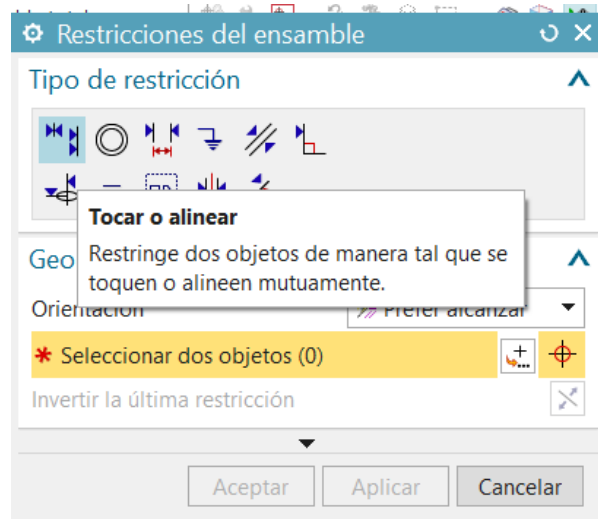 Restricciones del ensamble
Tipo de restricción
Tocar o alinear
Restringe dos objetos de manera tal que se
toquen o alineen mutuamente.
Geo
Orientación Prefer alcanzar
* Seleccionar dos objetos (0)
Invertir la última restricción
Aceptar Aplicar Cancelar